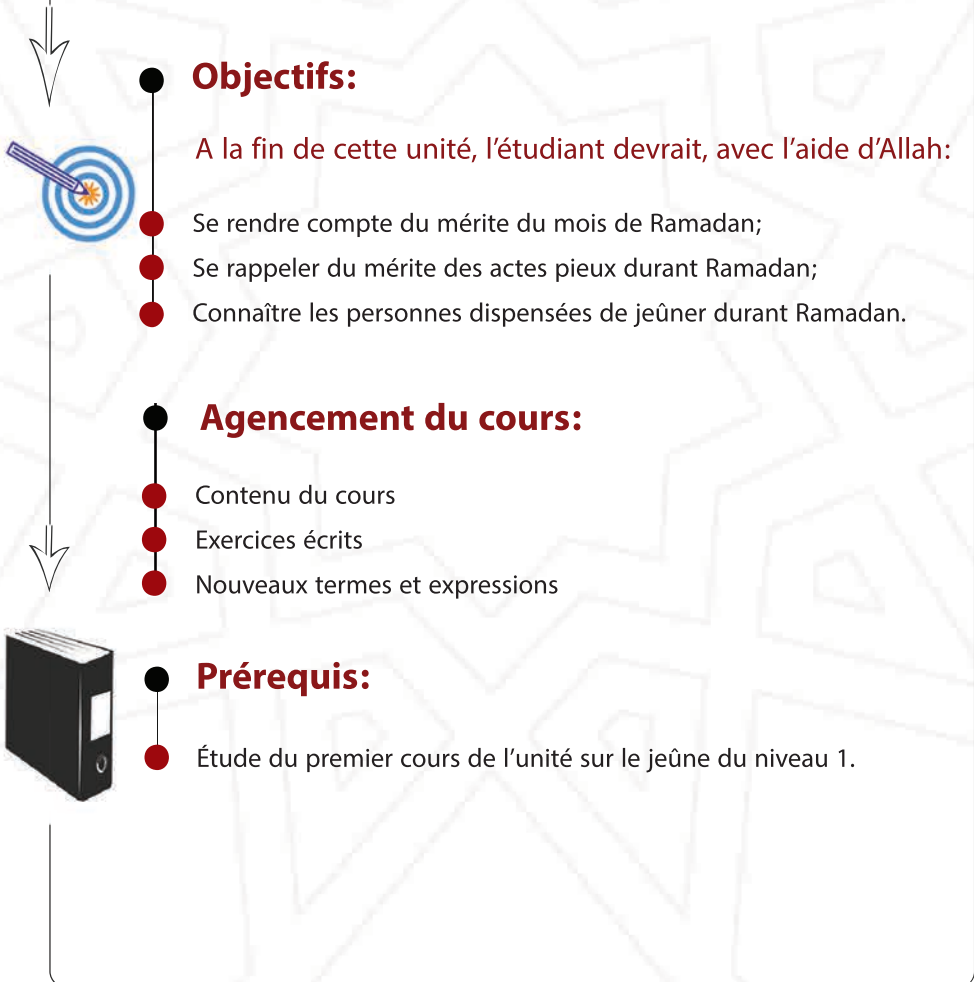 Objectifs:
A la fin de cette unité, l’étudiant devrait, avec l’aide d’Allah:
Se rendre compte du mérite du mois de Ramadan;
Se rappeler du mérite des actes pieux durant Ramadan;
Connaître les personnes dispensées de jeûner durant Ramadan.
Agencement du cours:
Contenu du cours
Exercices écrits
Nouveaux termes et expressions
Prérequis:
Étude du premier cours de l’unité sur le jeûne du niveau 1.